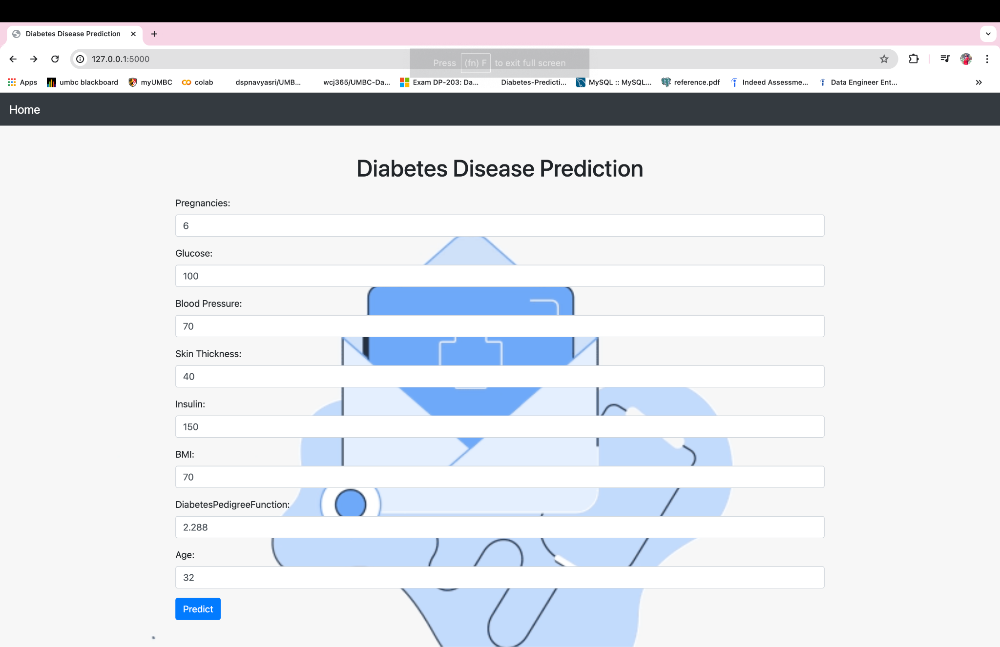 Diabetes Disease Prediction
127.0.0.1:5000
Press (fn) F to exit full screen
Apps umbc blackboard myUMBC colab dspnavyasri/UMB... wcj365/UMBC-Da... Exam DP-203: Da... Diabetes-Predicti... MySQL :: MySQL... reference.pdf Indeed Assessme... Data Engineer Ent...
Home
Diabetes Disease Prediction
Pregnancies:
6
Glucose:
100
Blood Pressure:
70
Skin Thickness:
40
Insulin:
150
BMI:
70
DiabetesPedigreeFunction:
2.288
Age:
32
Predict